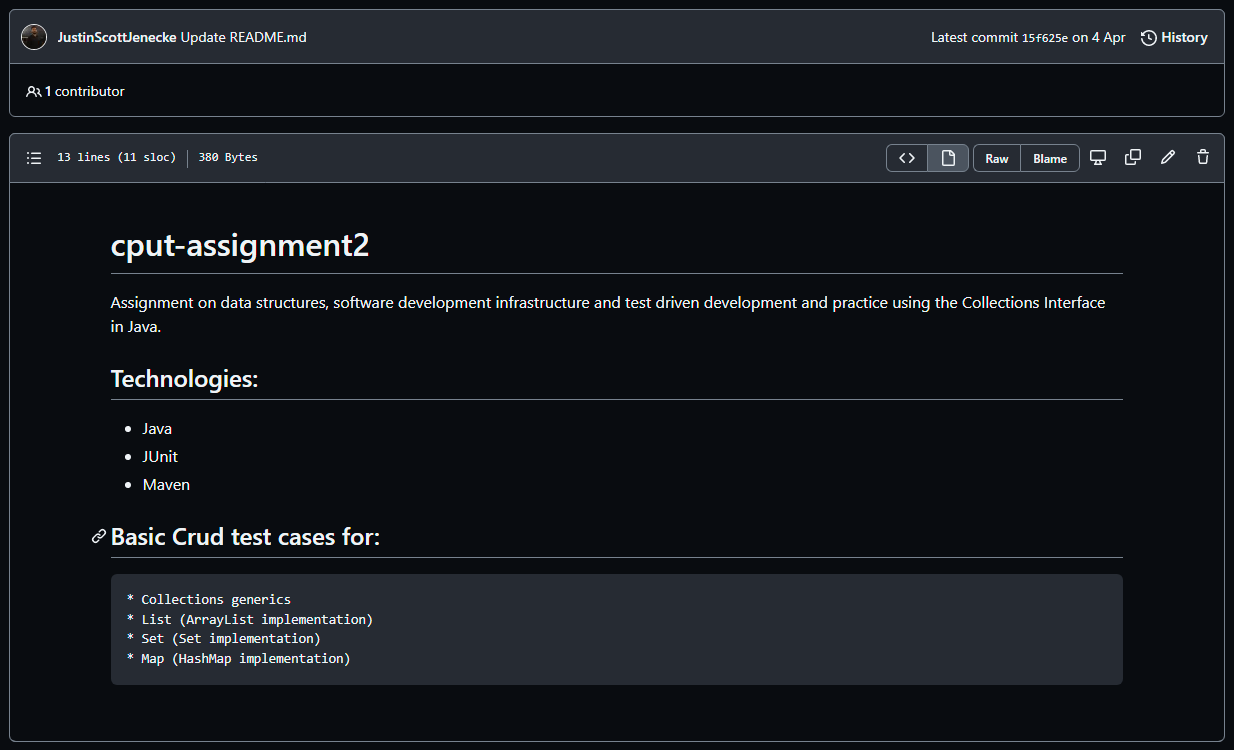 JustinScottJenecke Update README.md Latest commit 15f625e on 4 Apr History
1 contributor
13 lines (11 sloc) 380 Bytes Raw Blame
cput-assignment2
Assignment on data structures, software development infrastructure and test driven development and practice using the Collections Interface
in Java.
Technologies:
• Java
• JUnit
• Maven
Basic Crud test cases for:
* Collections generics
* List (ArrayList implementation)
* Set (Set implementation)
* Map (HashMap implementation)